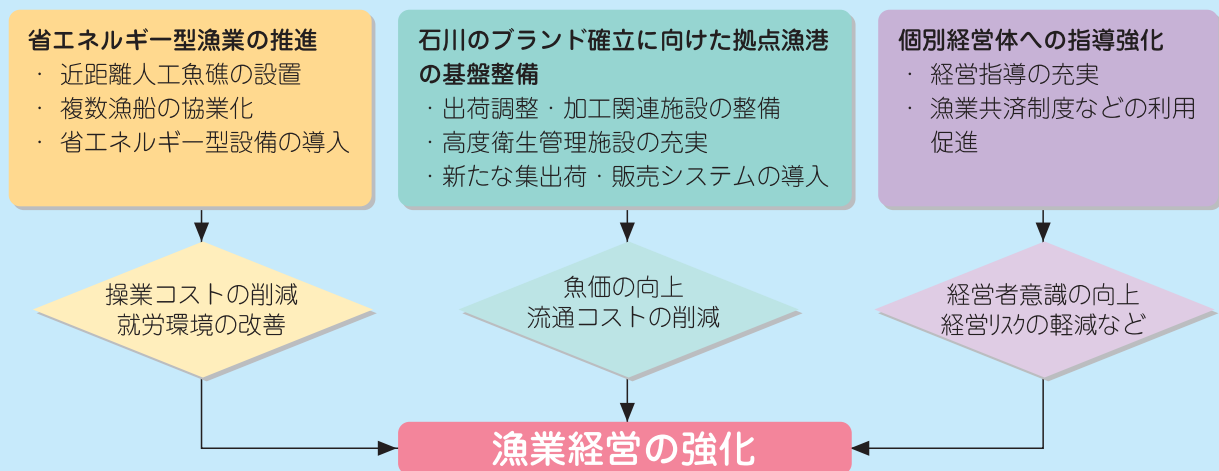 省エネルギー型漁業の推進
· 近距離人工魚礁の設置
· 複数漁船の協業化
· 省エネルギー型設備の導入
石川のブランド確立に向けた拠点漁港
の基盤整備
· 出荷調整・加工関連施設の整備
· 高度衛生管理施設の充実
· 新たな集出荷・販売システムの導入
個別経営体への指導強化
· 経営指導の充実
· 漁業共済制度などの利用
促進
操業コストの削減
就労環境の改善
魚価の向上
流通コストの削減
経営者意識の向上
経営リスクの軽減など
漁業経営の強化